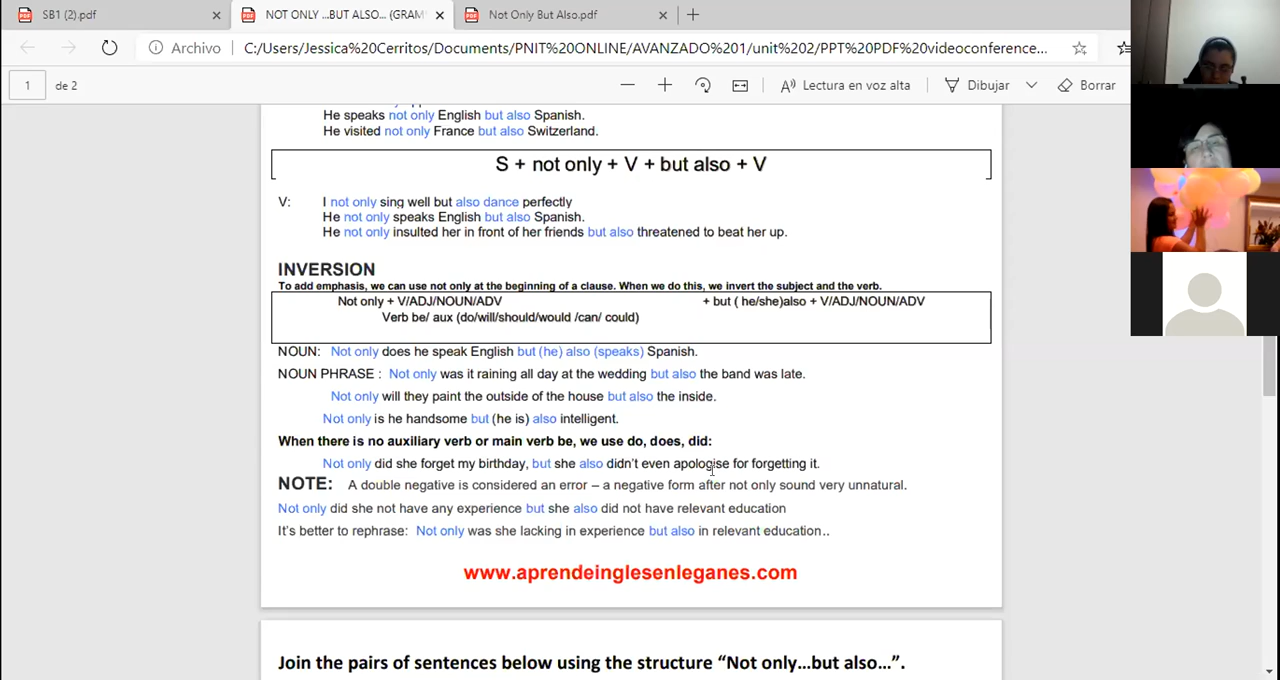 SB1 (2).pdf
NOT ONLY ...BUT ALSO... (GRAM
Not Only But Also.pdf
Archivo
C:/Users/Jessica%20Cerritos/Documents/PNIT%20ONLINE/AVANZADO%201/unit%202/PPT%20PDF%20videoconference...
1 de 2
Lectura en voz alta
Dibujar
Borrar
He speaks not only English but also Spanish.
He visited not only France but also Switzerland.
S + not only + V + but also + V
V: I not only sing well but also dance perfectly
He not only speaks English but also Spanish.
He not only insulted her in front of her friends but also threatened to beat her up.
INVERSION
To add emphasis, we can use not only at the beginning of a clause. When we do this, we invert the subject and the verb.
Not only + V/ADJ/NOUN/ADV + but ( he/she)also + V/ADJ/NOUN/ADV
Verb be/ aux (do/will/should/would /can/ could)
NOUN: Not only does he speak English but (he) also (speaks) Spanish.
NOUN PHRASE : Not only was it raining all day at the wedding but also the band was late.
Not only will they paint the outside of the house but also the inside.
Not only is he handsome but (he is) also intelligent.
When there is no auxiliary verb or main verb be, we use do, does, did:
Not only did she forget my birthday, but she also didn't even apologise for forgetting it.
NOTE: A double negative is considered an error – a negative form after not only sound very unnatural.
Not only did she not have any experience but she also did not have relevant education
It's better to rephrase: Not only was she lacking in experience but also in relevant education..
www.aprendeinglesenleganes.com
Join the pairs of sentences below using the structure “Not only…but also…”.